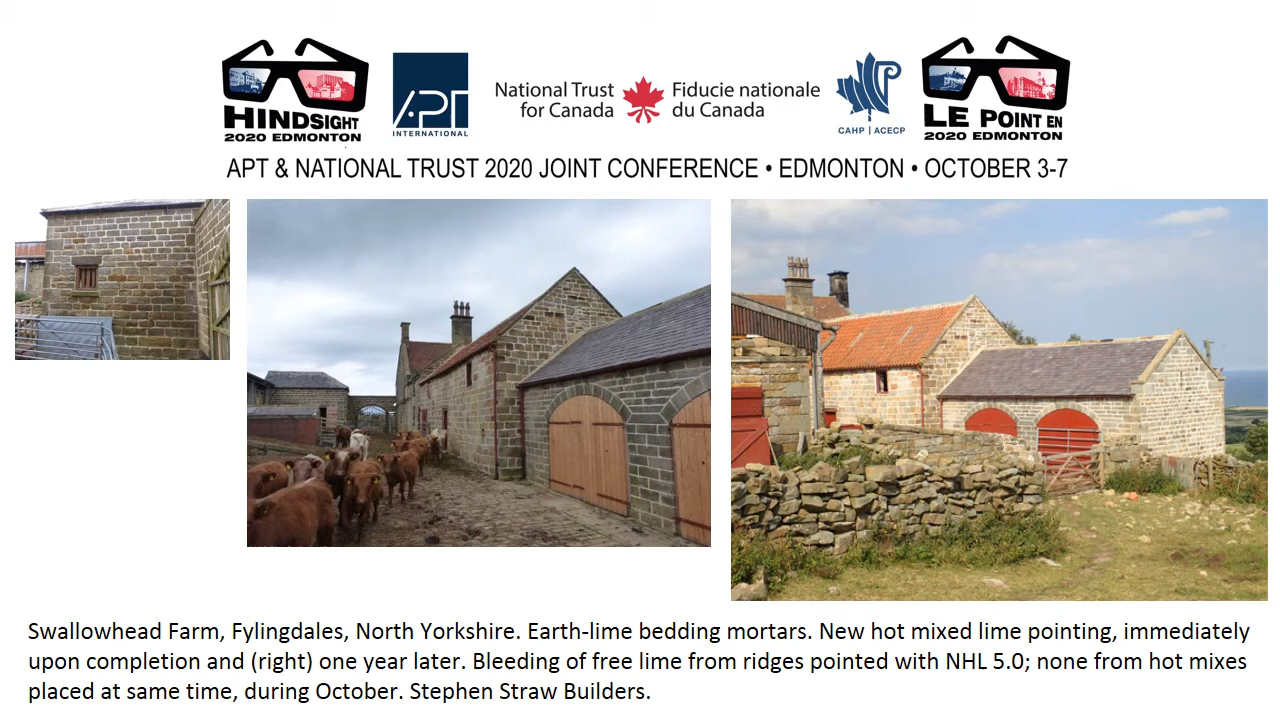 HINDSIGHT
2020 EDMONTON
APT
INTERNATIONAL
National Trust
for Canada
Fiducie nationale
du Canada
CAHP | ACECP
LE POINT EN
2020 EDMONTON
APT & NATIONAL TRUST 2020 JOINT CONFERENCE • EDMONTON • OCTOBER 3-7
Swallowhead Farm, Fylingdales, North Yorkshire. Earth-lime bedding mortars. New hot mixed lime pointing, immediately
upon completion and (right) one year later. Bleeding of free lime from ridges pointed with NHL 5.0; none from hot mixes
placed at same time, during October. Stephen Straw Builders.